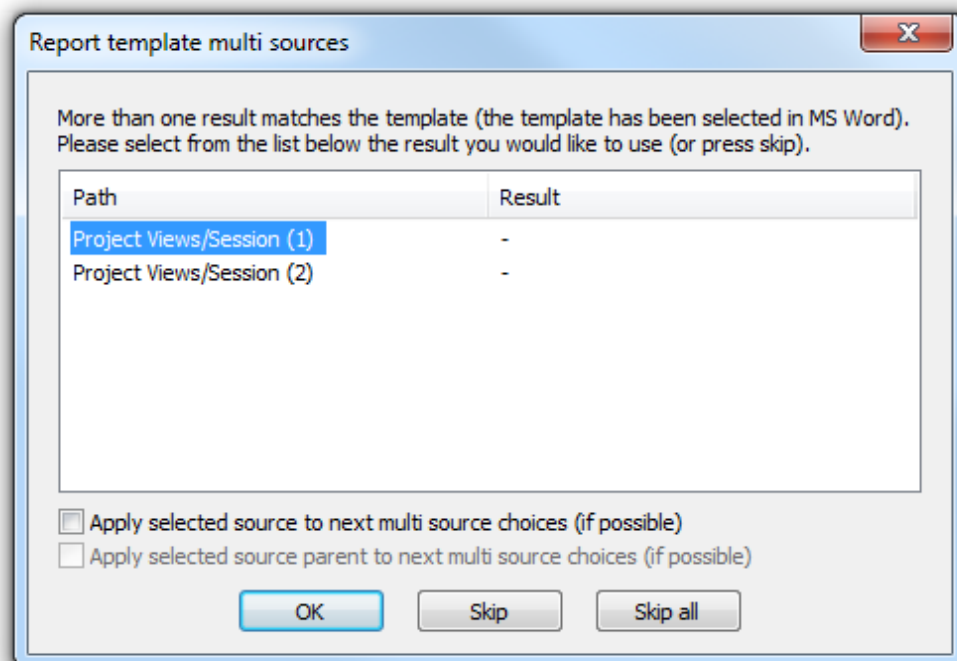 Report template multi sources
More than one result matches the template (the template has been selected in MS Word).
Please select from the list below the result you would like to use (or press skip).
Path Result
Project Views/Session (1) -
Project Views/Session (2) -
Apply selected source to next multi source choices (if possible)
Apply selected source parent to next multi source choices (if possible)
OK Skip Skip all